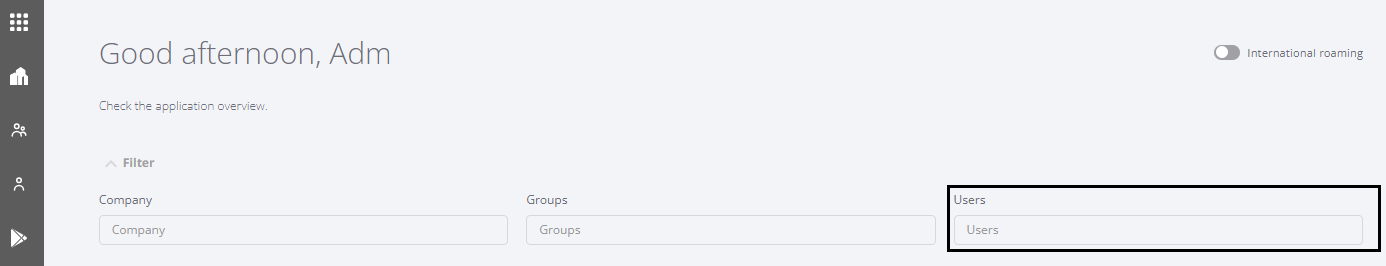 Good afternoon, Adm
International roaming
Check the application overview.
Filter
Company
Groups
Users
Company
Groups
Users